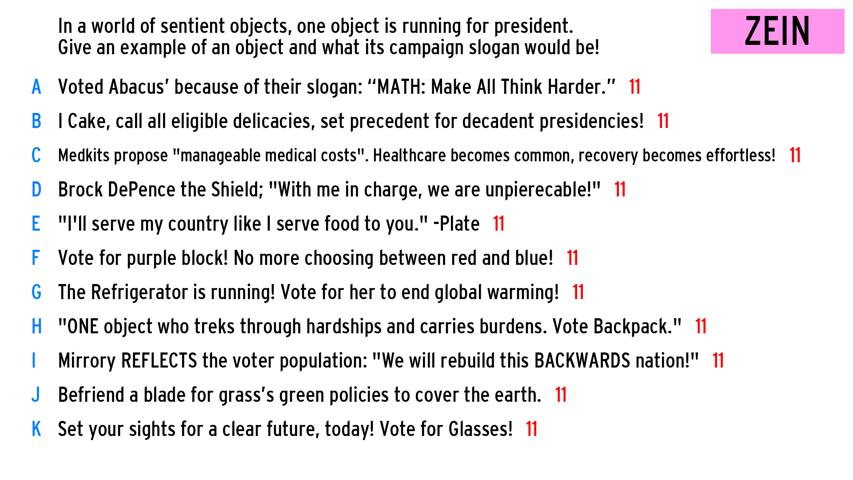 In a world of sentient objects, one object is running for president.
Give an example of an object and what its campaign slogan would be!
ZEIN
A Voted Abacus’ because of their slogan: “MATH: Make All Think Harder.” 11
B I Cake, call all eligible delicacies, set precedent for decadent presidencies! 11
C Medkits propose "manageable medical costs". Healthcare becomes common, recovery becomes effortless! 11
D Brock DePence the Shield; "With me in charge, we are unpierecable!" 11
E "I'll serve my country like I serve food to you." -Plate 11
F Vote for purple block! No more choosing between red and blue! 11
G The Refrigerator is running! Vote for her to end global warming! 11
H "ONE object who treks through hardships and carries burdens. Vote Backpack." 11
I Mirrory REFLECTS the voter population: "We will rebuild this BACKWARDS nation!" 11
J Befriend a blade for grass’s green policies to cover the earth. 11
K Set your sights for a clear future, today! Vote for Glasses! 11